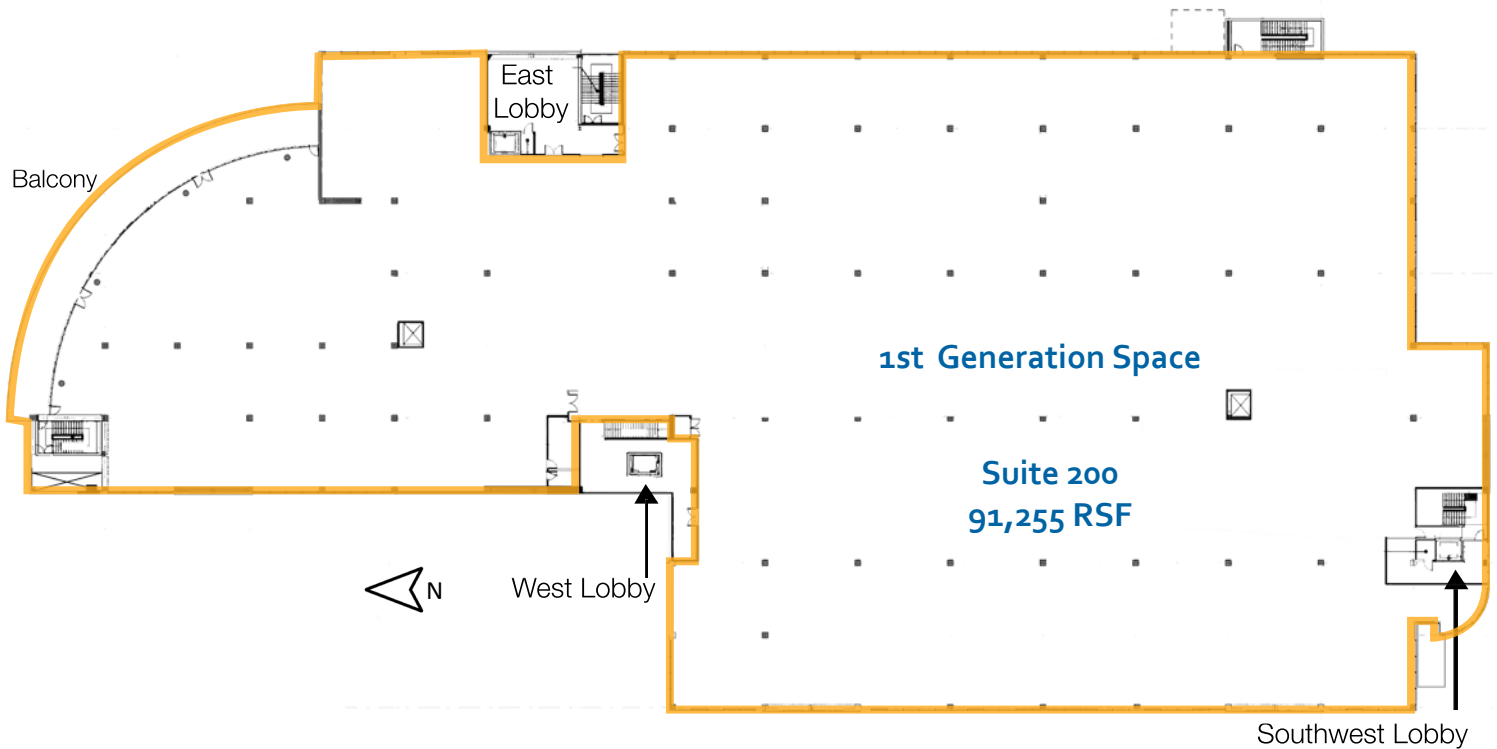 East
Lobby
Balcony
1st Generation Space
Suite 200
91,255 RSF
N
West Lobby
Southwest Lobby